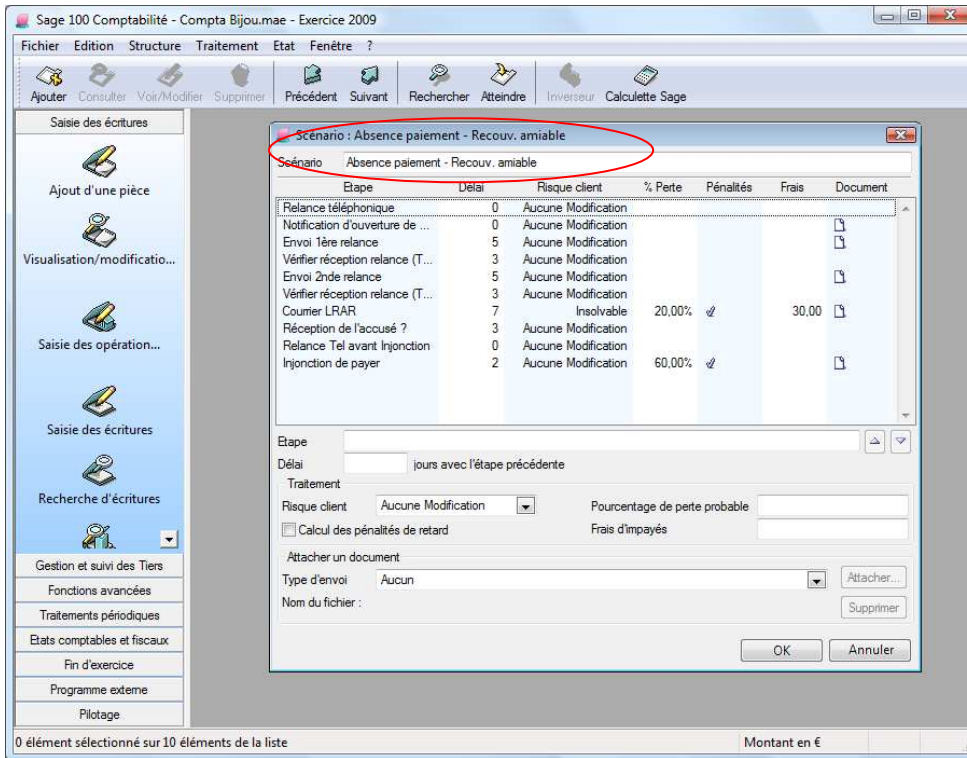 Sage 100 Comptabilité - Compta Bijou.mae - Exercice 2009
Fichier Edition Structure Traitement Etat Fenêtre ?
Ajouter Consulter Voir/Modifier Supprimer Précédent Suivant Rechercher Atteindre Inverseur Calculette Sage
Saisie des écritures
Ajout d'une pièce
Visualisation/modificatio...
Saisie des opération...
Saisie des écritures
Recherche d'écritures
Gestion et suivi des Tiers
Fonctions avancées
Traitements périodiques
Etats comptables et fiscaux
Fin d'exercice
Programme externe
Pilotage
Scénario : Absence paiement - Recouv. amiable
Scénario Absence paiement - Recouv. amiable
Etape Délai Risque client % Perte Pénalités Frais Document
Relance téléphonique 0 Aucune Modification
Notification d'ouverture de ... 0 Aucune Modification
Envoi 1ère relance 5 Aucune Modification
Vérifier réception relance (T... 3 Aucune Modification
Envoi 2nde relance 5 Aucune Modification
Vérifier réception relance (T... 3 Aucune Modification
Courrier LRAR 7 Insolvable 20,00% 30,00
Réception de l'accusé ? 3 Aucune Modification
Relance Tel avant Injonction 0 Aucune Modification
Injonction de payer 2 Aucune Modification 60,00%
Etape
Délai jours avec l'étape précédente
Traitement
Risque client Aucune Modification Pourcentage de perte probable
Calcul des pénalités de retard Frais d'impayés
Attacher un document
Type d'envoi Aucun Attacher...
Nom du fichier : Supprimer
OK Annuler
0 élément sélectionné sur 10 éléments de la liste Montant en €